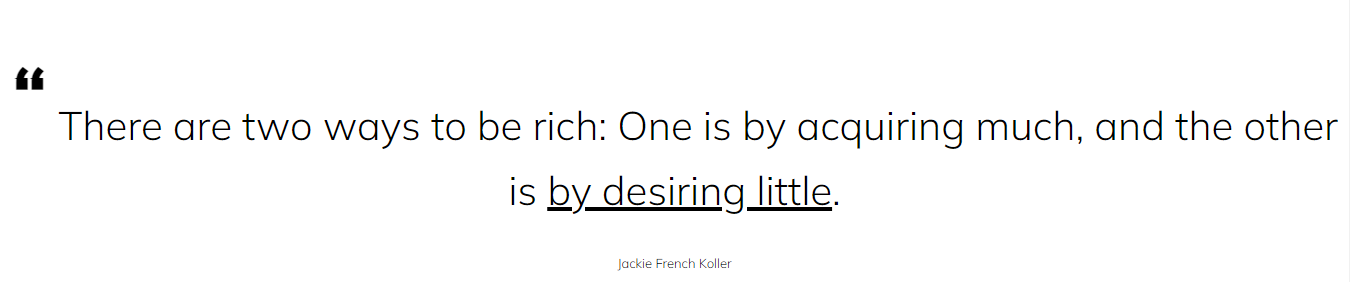 “
There are two ways to be rich: One is by acquiring much, and the other
is by desiring little.
Jackie French Koller